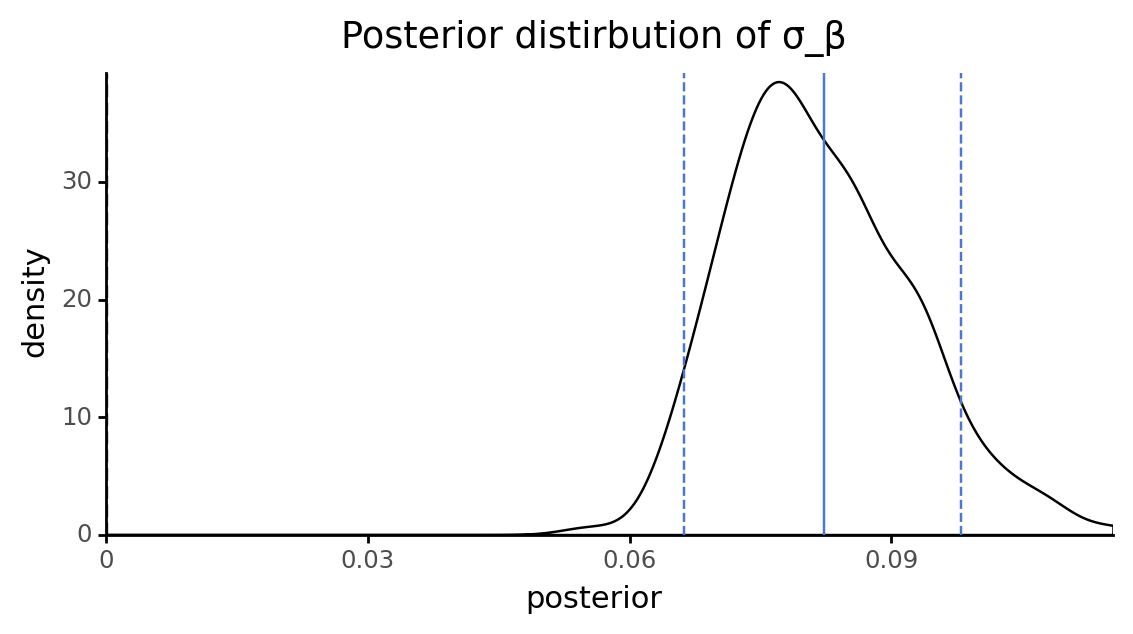 Posterior distirbution of σ_β
density
30
20
10
0
0
0.03
0.06
0.09
posterior